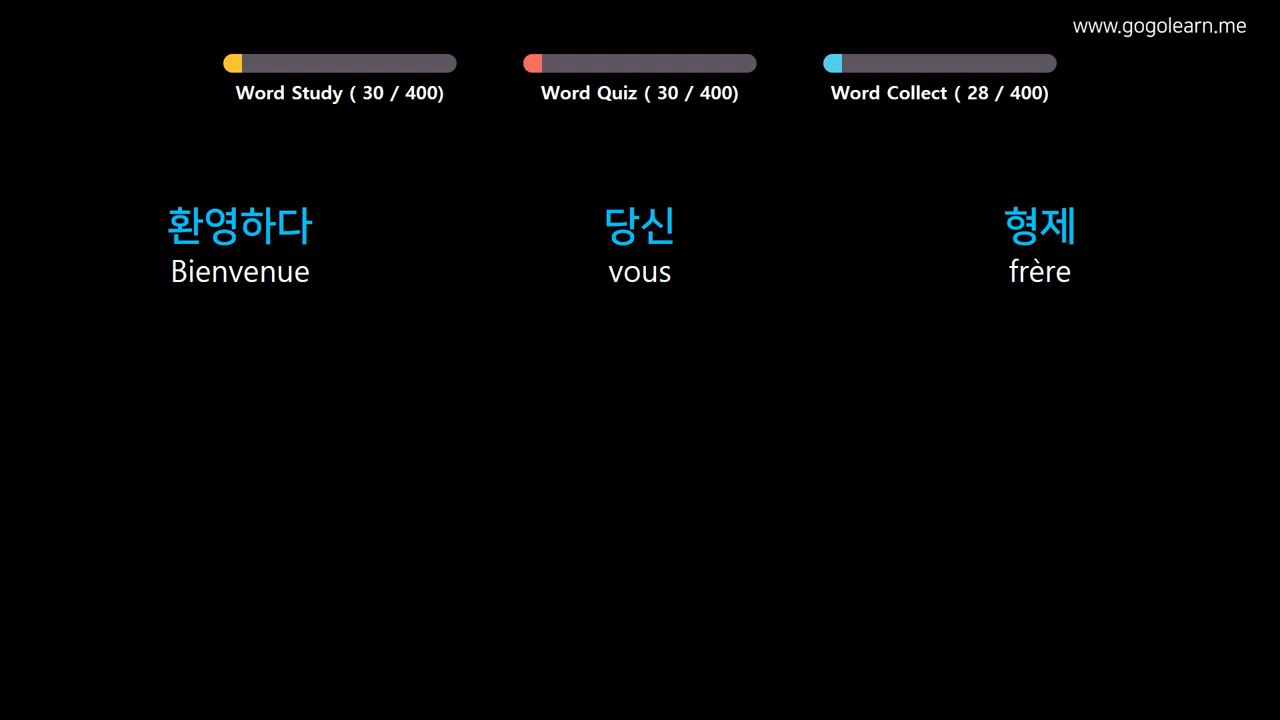 www.gogolearn.me
Word Study ( 30 / 400)
Word Quiz ( 30 / 400)
Word Collect ( 28 / 400)
환영하다
Bienvenue
당신
vous
형제
frère